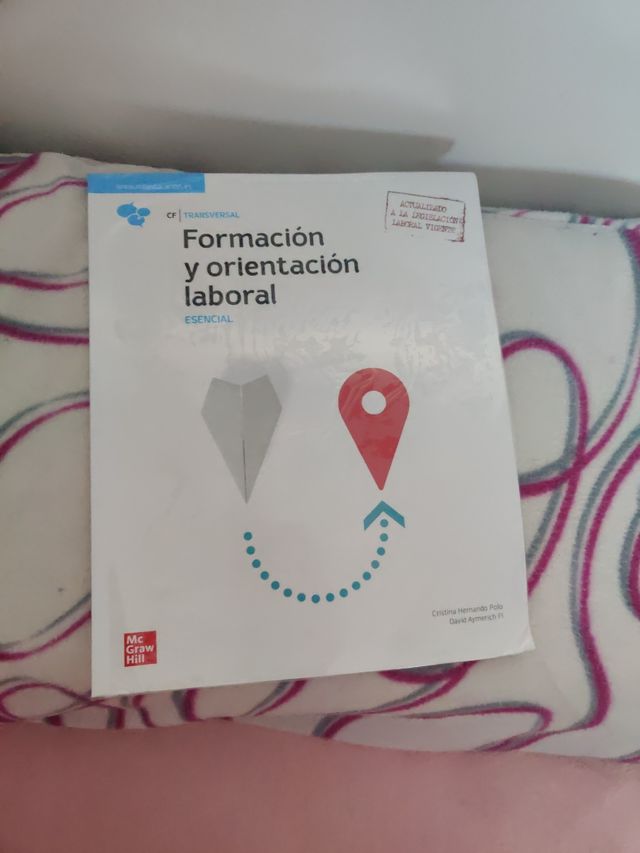 CF | TRANSVERSAL
ACTUALIZADO
A LA LEGISLACIÓN
LABORAL VIGENTE
Formación
y orientación
laboral
ESENCIAL
Cristina Hernando Polo
David Aymerich
Mc
Graw
Hill